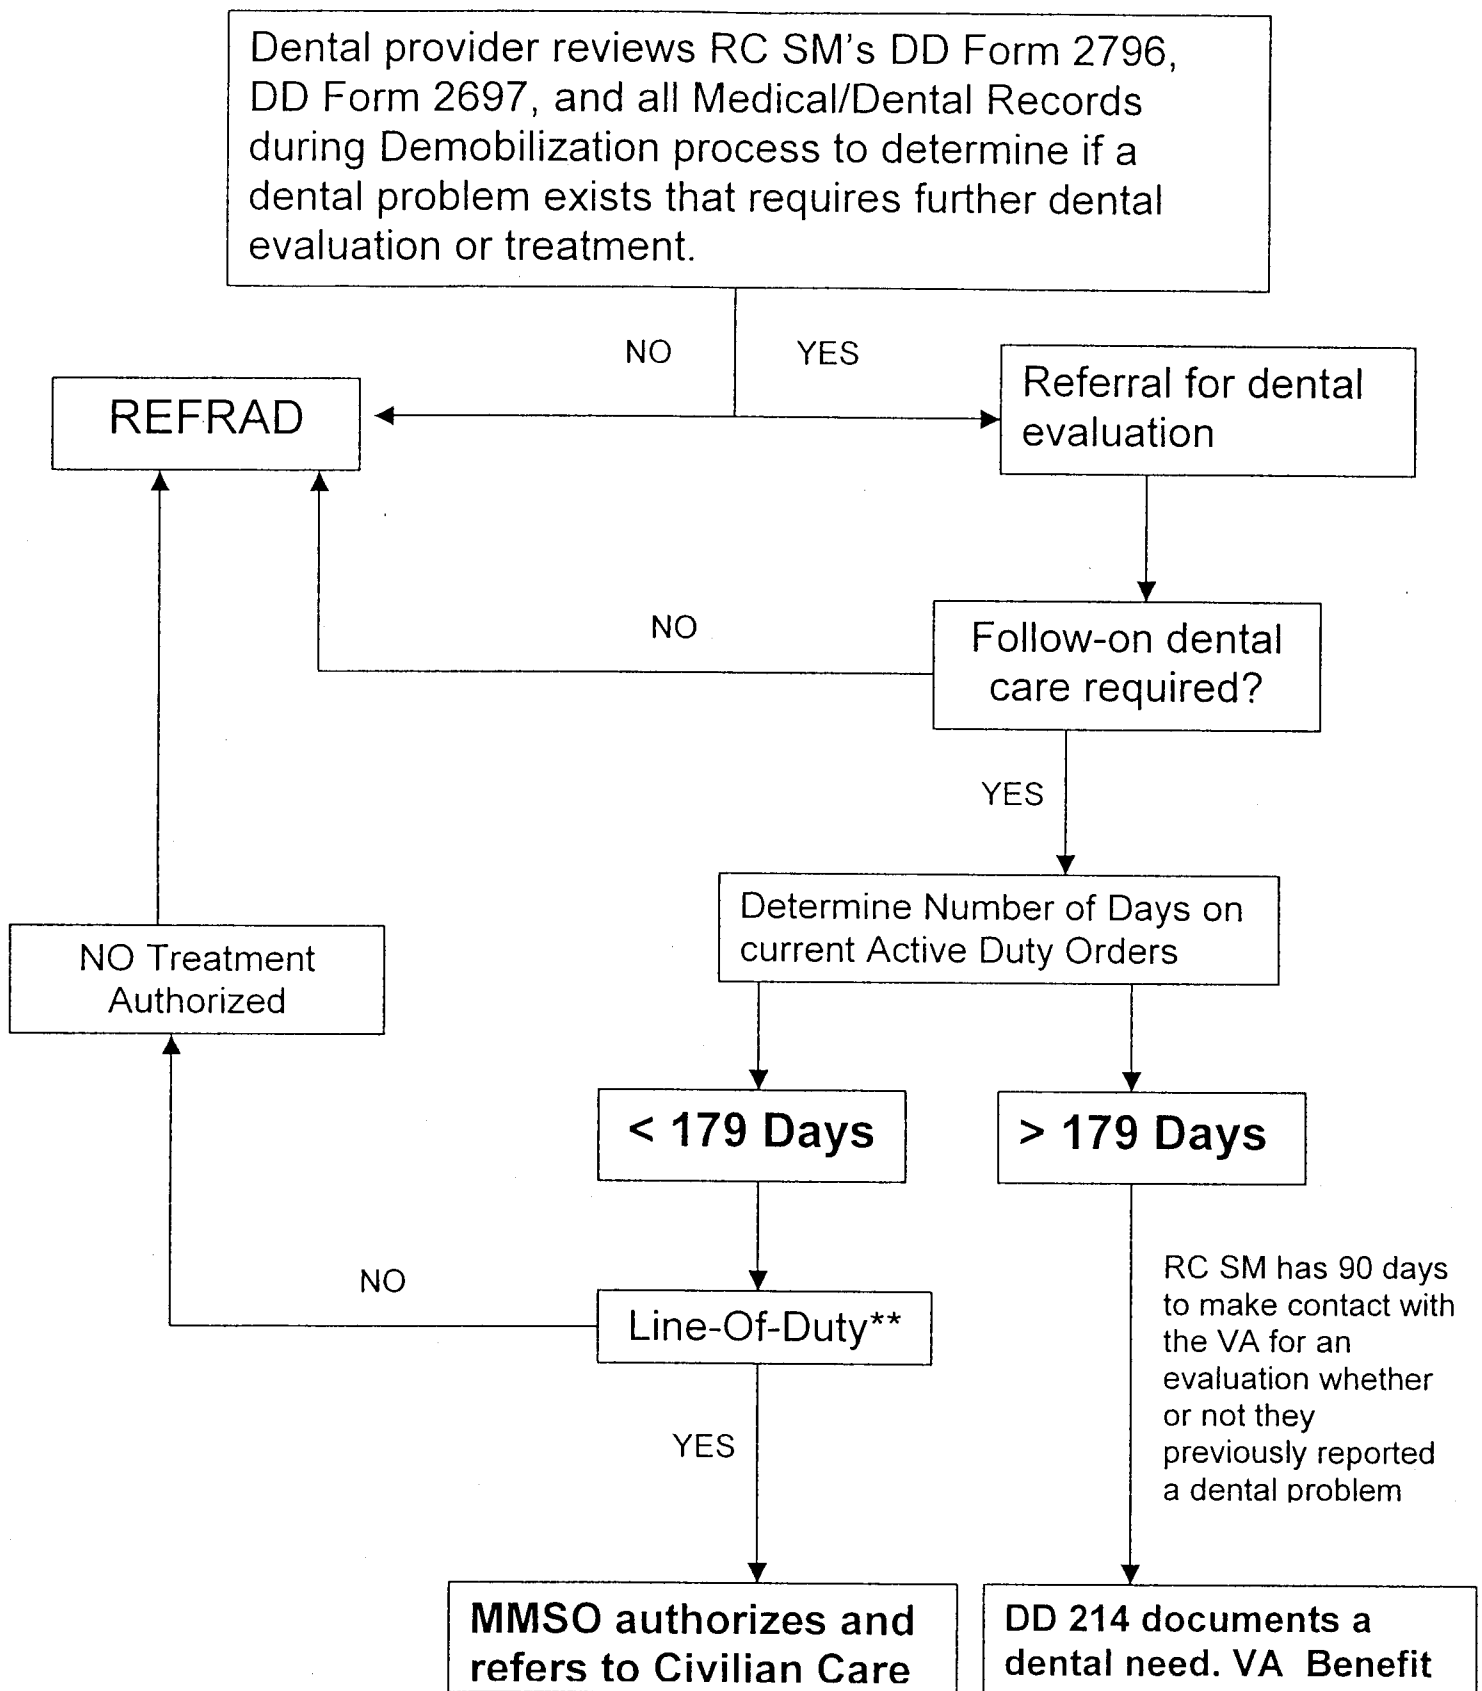 Dental provider reviews RC SM's DD Form 2796,
DD Form 2697, and all Medical/Dental Records
during Demobilization process to determine if a
dental problem exists that requires further dental
evaluation or treatment.
NO
YES
REFRAD
Referral for dental
evaluation
NO
Follow-on dental
care required?
YES
Determine Number of Days on
current Active Duty Orders
NO Treatment
Authorized
< 179 Days
> 179 Days
NO
Line-Of-Duty**
RC SM has 90 days
to make contact with
the VA for an
evaluation whether
or not they
previously reported
a dental problem
YES
MMSO authorizes and
refers to Civilian Care
DD 214 documents a
dental need. VA Benefit